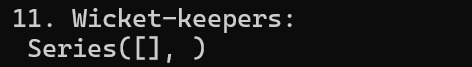 11. Wicket-keepers:
Series([], )